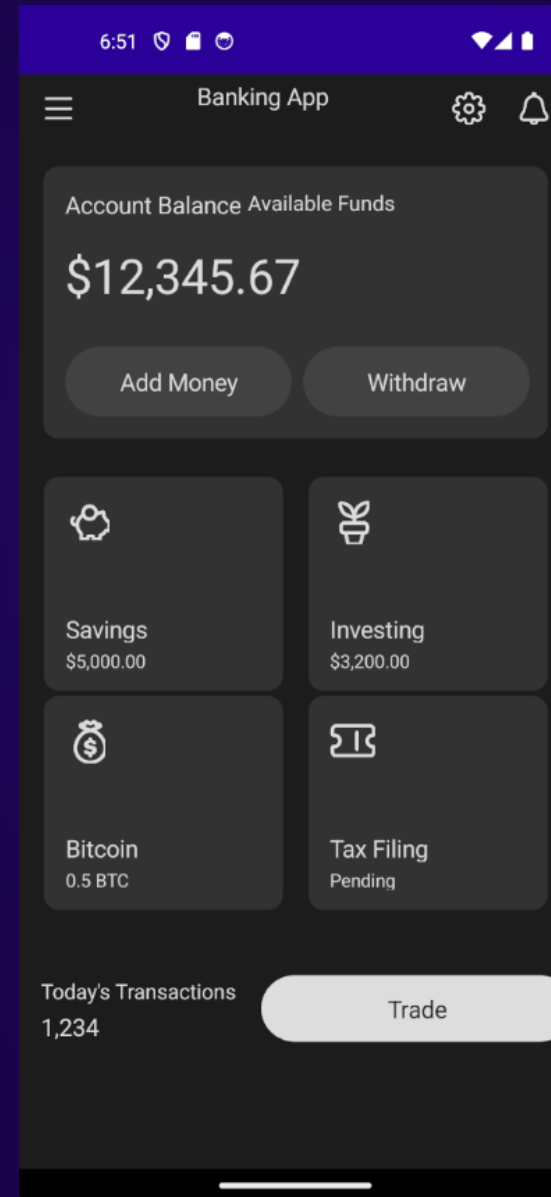 6:51
Banking App
Account Balance Available Funds
$12,345.67
Add Money Withdraw
Savings Investing
$5,000.00 $3,200.00
Bitcoin Tax Filing
0.5 BTC Pending
Today's Transactions
1,234
Trade